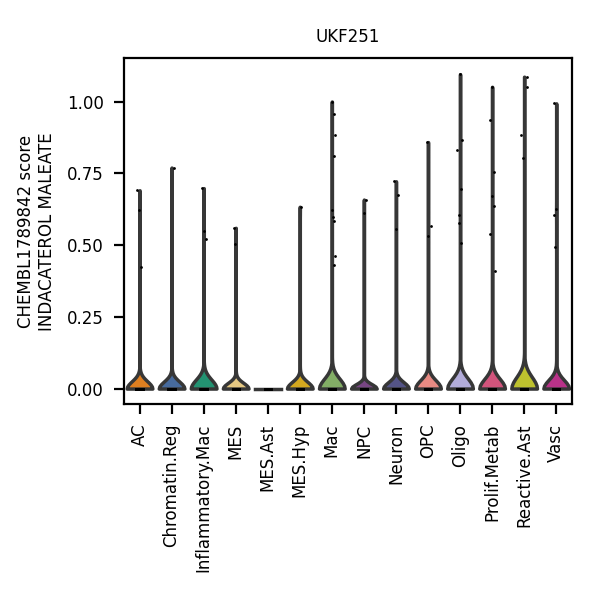 UKF251
CHEMBL1789842 score
INDACATEROL MALEATE
1.00
0.75
0.50
0.25
0.00
AC
Chromatin.Reg
Inflammatory.Mac
MES
MES.Ast
MES.Hyp
Mac
NPC
Neuron
OPC
Oligo
Prolif.Metab
Reactive.Ast
Vasc